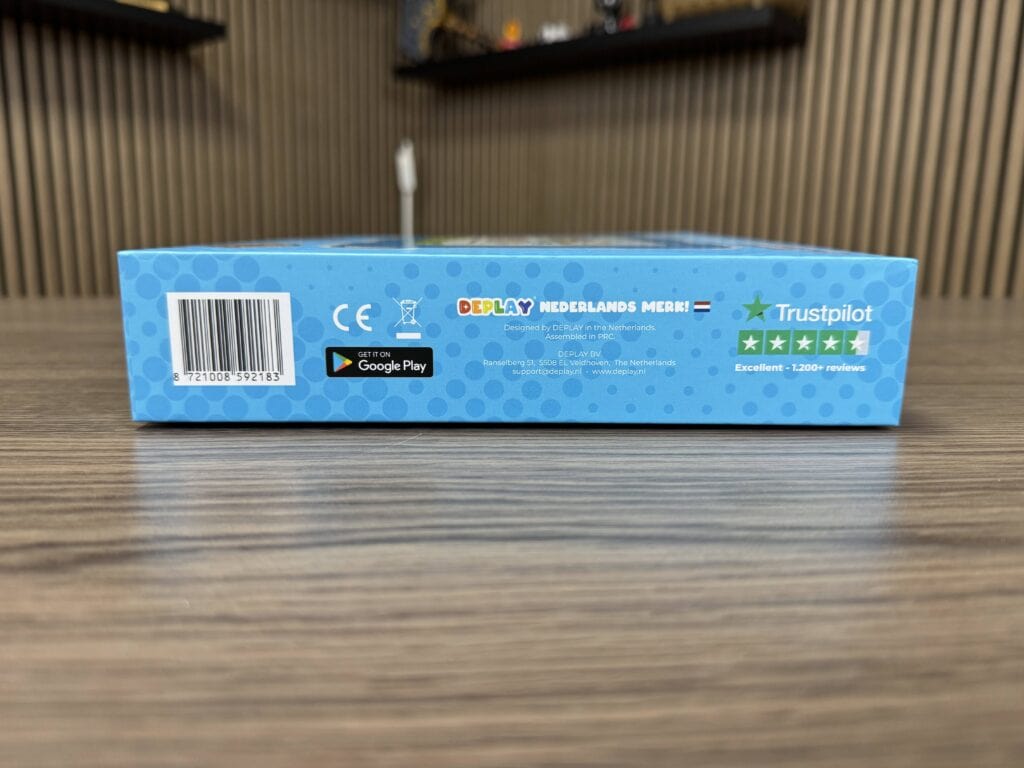 8 721008 592183
CE
GET IT ON
Google Play
DEPLAY NEDERLANDS MERK!
Designed by DEPLAY in the Netherlands.
Assembled in PRC.
DEPLAY BV
Ranselberg 51, 5508 EL Veldhoven, The Netherlands
support@deplay.nl • www.deplay.nl
Trustpilot
Excellent - 1.200+ reviews